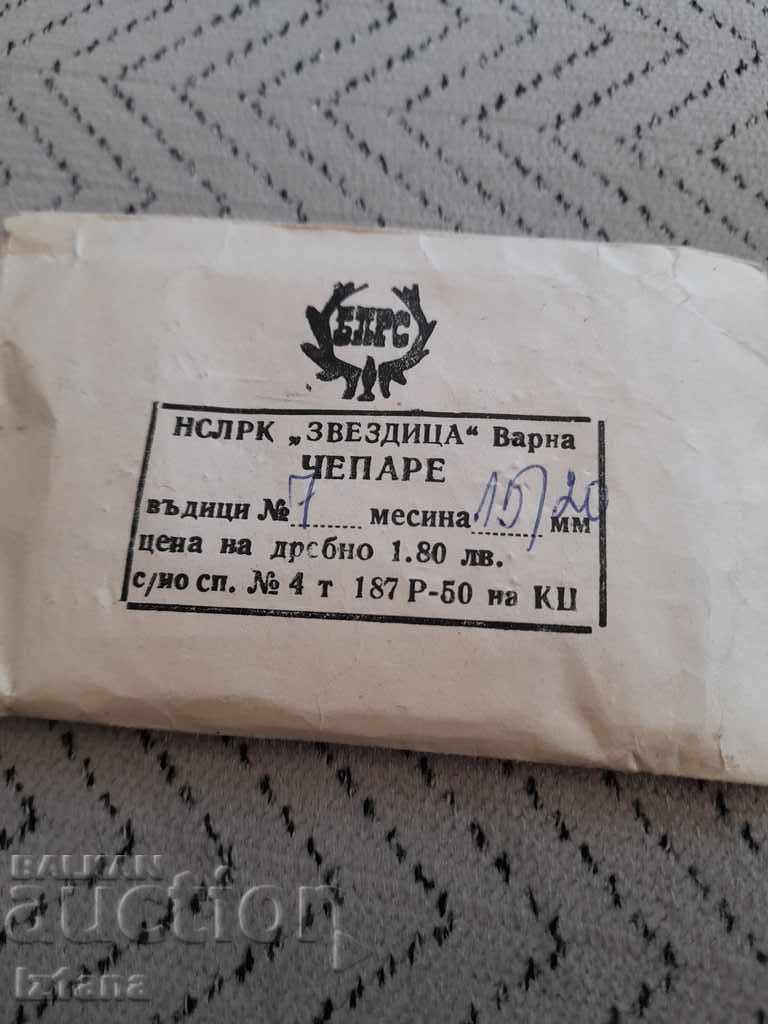 БЛРС
НСЛРК „ЗВЕЗДИЦА“ Варна
ЧЕПАРЕ
въдици № 7 месина 15/20 мм
цена на дребно 1.80 лв.
с/но сп. № 4 т 187 Р-50 на КЦ
BALKAN
auction
Iztana